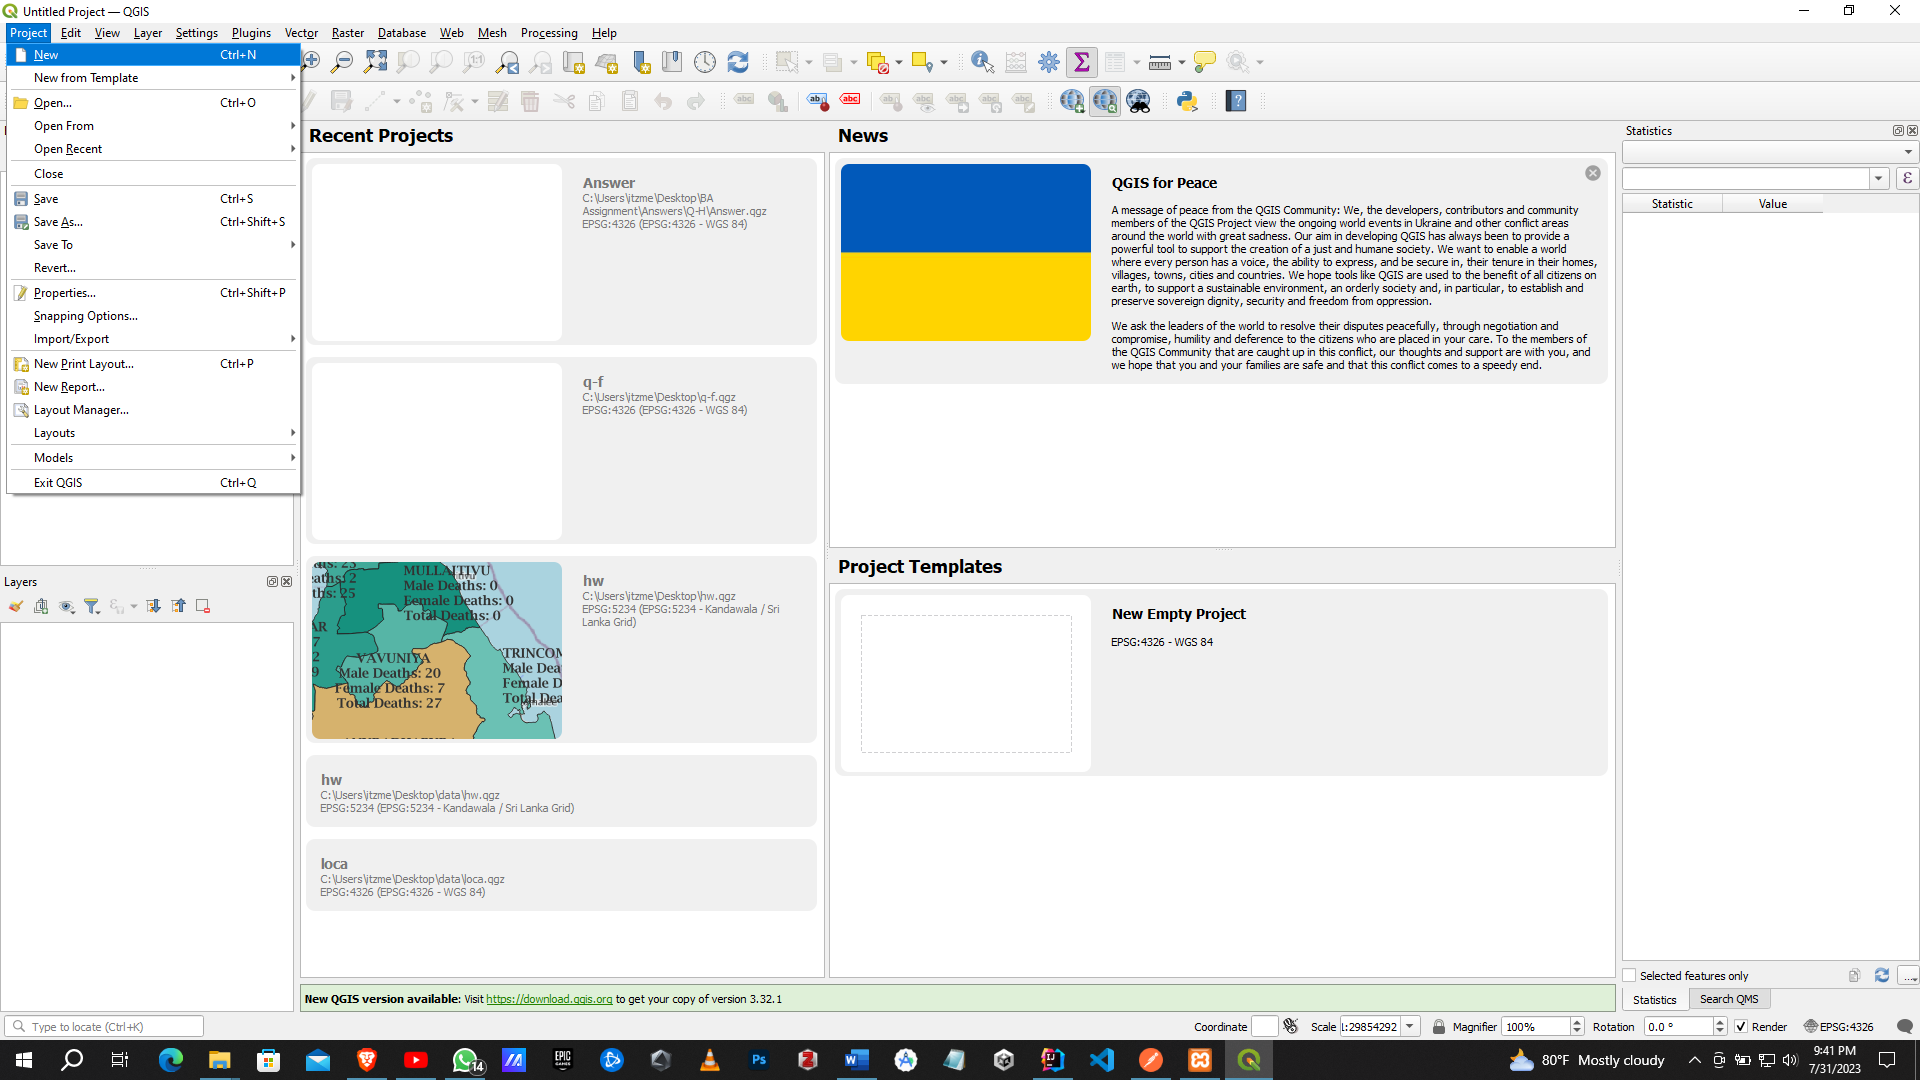 Untitled Project — QGIS
Project Edit View Layer Settings Plugins Vector Raster Database Web Mesh Processing Help
New Ctrl+N
New from Template
Open... Ctrl+O
Open From
Open Recent
Close
Save Ctrl+S
Save As... Ctrl+Shift+S
Save To
Revert...
Properties... Ctrl+Shift+P
Snapping Options...
Import/Export
New Print Layout... Ctrl+P
New Report...
Layout Manager...
Layouts
Models
Exit QGIS Ctrl+Q
Layers
Type to locate (Ctrl+K)
Recent Projects
Answer
C:\Users\itzme\Desktop\BA
Assignment\Answers\Q-H\Answer.qgz
EPSG:4326 (EPSG:4326 - WGS 84)
q-f
C:\Users\itzme\Desktop\q-f.qgz
EPSG:4326 (EPSG:4326 - WGS 84)
MULLAITIVU
Male Deaths: 0
Female Deaths: 0
Total Deaths: 0
VAVUNIYA
Male Deaths: 20
Female Deaths: 7
Total Deaths: 27
TRINCOM
Male Dea
Female D
Total Dea
hw
C:\Users\itzme\Desktop\hw.qgz
EPSG:5234 (EPSG:5234 - Kandawala / Sri
Lanka Grid)
hw
C:\Users\itzme\Desktop\data\hw.qgz
EPSG:5234 (EPSG:5234 - Kandawala / Sri Lanka Grid)
loca
C:\Users\itzme\Desktop\data\loca.qgz
EPSG:4326 (EPSG:4326 - WGS 84)
News
QGIS for Peace
A message of peace from the QGIS Community: We, the developers, contributors and community
members of the QGIS Project view the ongoing world events in Ukraine and other conflict areas
around the world with great sadness. Our aim in developing QGIS has always been to provide a
powerful tool to support the creation of a just and humane society. We want to enable a world
where every person has a voice, the ability to express, and be secure in, their tenure in their homes,
villages, towns, cities and countries. We hope tools like QGIS are used to the benefit of all citizens on
earth, to support a sustainable environment, an orderly society and, in particular, to establish and
preserve sovereign dignity, security and freedom from oppression.
We ask the leaders of the world to resolve their disputes peacefully, through negotiation and
compromise, humility and deference to the citizens who are placed in your care. To the members of
the QGIS Community that are caught up in this conflict, our thoughts and support are with you, and
we hope that you and your families are safe and that this conflict comes to a speedy end.
Project Templates
New Empty Project
EPSG:4326 - WGS 84
New QGIS version available: Visit https://download.qgis.org to get your copy of version 3.32.1
Statistics
Statistic Value
Selected features only
Statistics Search QMS
Coordinate Scale 1:29854292 Magnifier 100% Rotation 0.0 ° Render EPSG:4326
14
80°F Mostly cloudy
9:41 PM
7/31/2023